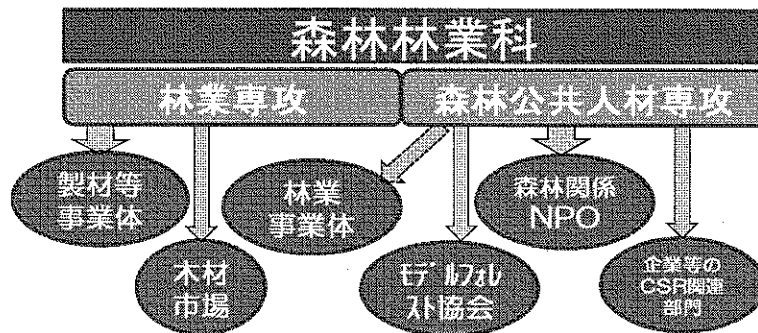 森林林業科
林業専攻
森林公共人材専攻
製材等
事業体
林業
事業体
森林関係
NPO
木材
市場
ﾓﾃﾞﾙﾌｫﾚ
ｽﾄ協会
企業等の
CSR関連
部門